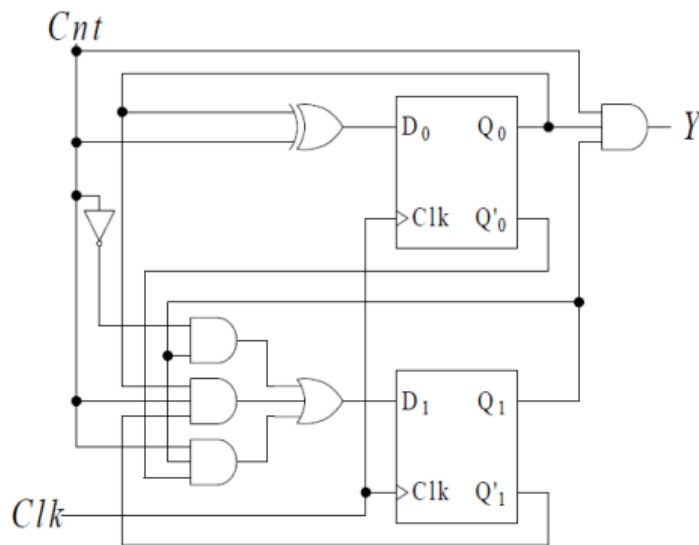 Cnt
D₀ Q₀
Y
Clk Q'₀
D₁ Q₁
Clk Q'₁
Clk